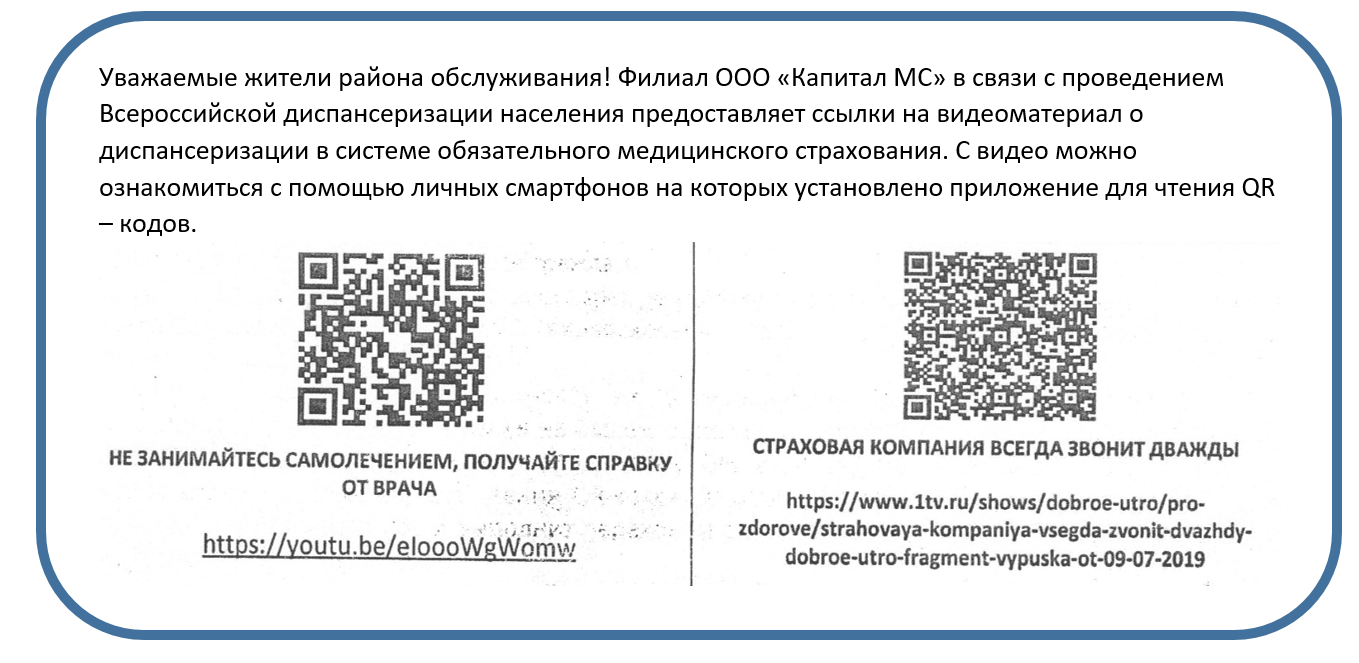 Уважаемые жители района обслуживания! Филиал ООО «Капитал МС» в связи с проведением
Всероссийской диспансеризации населения предоставляет ссылки на видеоматериал о
диспансеризации в системе обязательного медицинского страхования. С видео можно
ознакомиться с помощью личных смартфонов на которых установлено приложение для чтения QR
– кодов.
НЕ ЗАНИМАЙТЕСЬ САМОЛЕЧЕНИЕМ, ПОЛУЧАЙТЕ СПРАВКУ
ОТ ВРАЧА
https://youtu.be/eloooWgWomw
СТРАХОВАЯ КОМПАНИЯ ВСЕГДА ЗВОНИТ ДВАЖДЫ
https://www.1tv.ru/shows/dobroe-utro/pro-
zdorove/strahovaya-kompaniya-vsegda-zvonit-dvazhdy-
dobroe-utro-fragment-vypuska-ot-09-07-2019